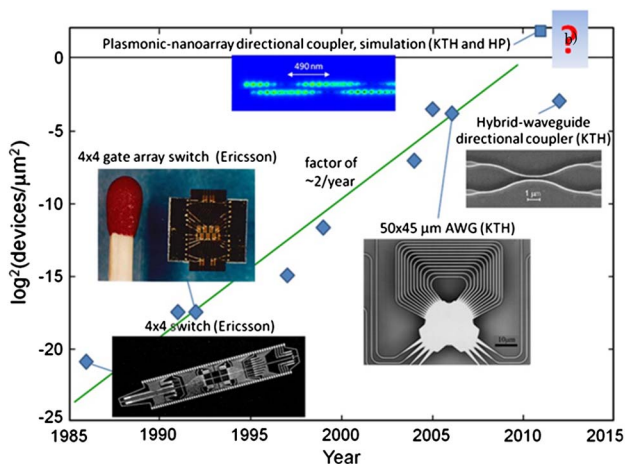 Plasmonic-nanoarray directional coupler, simulation (KTH and HP)
b)
?
0
490 nm
-5
Hybrid-waveguide
directional coupler (KTH)
4x4 gate array switch (Ericsson)
factor of
~2/year
1 µm
-10
50x45 µm AWG (KTH)
log²(devices/µm²)
-15
4x4 switch (Ericsson)
10µm
-20
-25
1985
1990
1995
2000
2005
2010
2015
Year